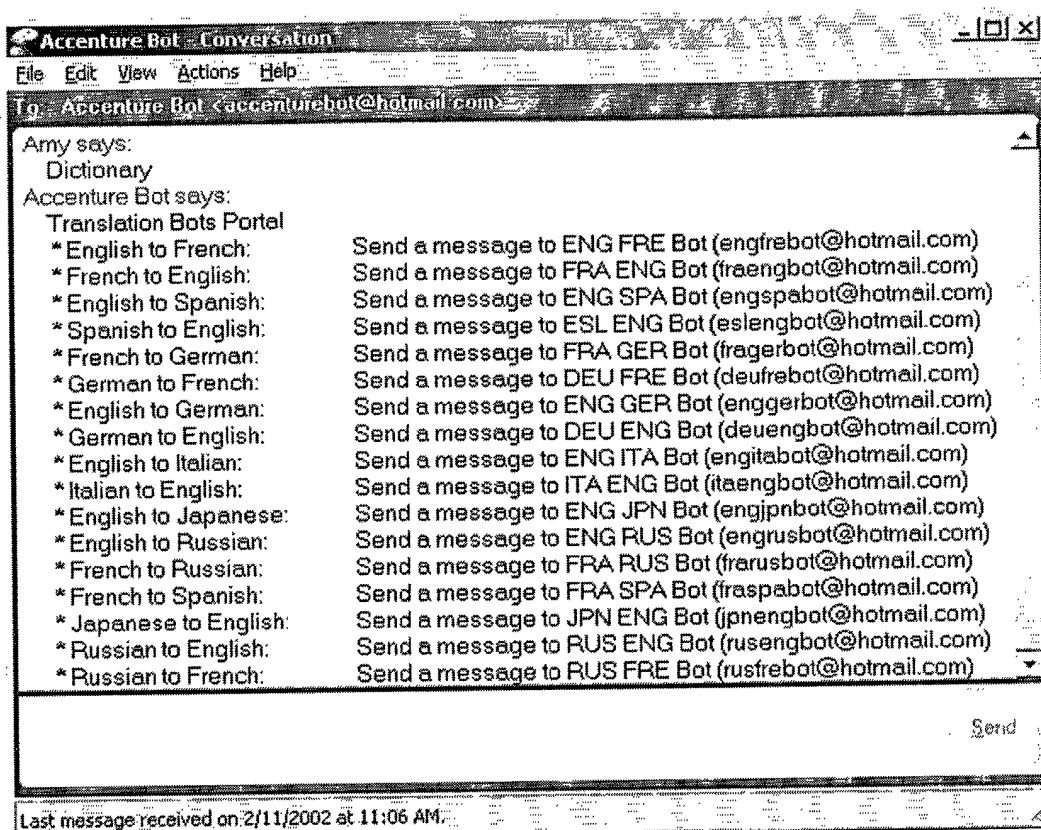 Accenture Bot - Conversation
File Edit View Actions Help
To: Accenture Bot <accenturebot@hotmail.com>
Amy says:
Dictionary
Accenture Bot says:
Translation Bots Portal
* English to French: Send a message to ENG FRE Bot (engfrebot@hotmail.com)
* French to English: Send a message to FRA ENG Bot (fraengbot@hotmail.com)
* English to Spanish: Send a message to ENG SPA Bot (engspabot@hotmail.com)
* Spanish to English: Send a message to ESL ENG Bot (eslengbot@hotmail.com)
* French to German: Send a message to FRA GER Bot (fragerbot@hotmail.com)
* German to French: Send a message to DEU FRE Bot (deufrebot@hotmail.com)
* English to German: Send a message to ENG GER Bot (enggerbot@hotmail.com)
* German to English: Send a message to DEU ENG Bot (deuengbot@hotmail.com)
* English to Italian: Send a message to ENG ITA Bot (engitabot@hotmail.com)
* Italian to English: Send a message to ITA ENG Bot (itaengbot@hotmail.com)
* English to Japanese: Send a message to ENG JPN Bot (engjpnbot@hotmail.com)
* English to Russian: Send a message to ENG RUS Bot (engrusbot@hotmail.com)
* French to Russian: Send a message to FRA RUS Bot (frarusbot@hotmail.com)
* French to Spanish: Send a message to FRA SPA Bot (fraspabot@hotmail.com)
* Japanese to English: Send a message to JPN ENG Bot (jpnengbot@hotmail.com)
* Russian to English: Send a message to RUS ENG Bot (rusengbot@hotmail.com)
* Russian to French: Send a message to RUS FRE Bot (rusfrebot@hotmail.com)
Send
Last message received on 2/11/2002 at 11:06 AM.